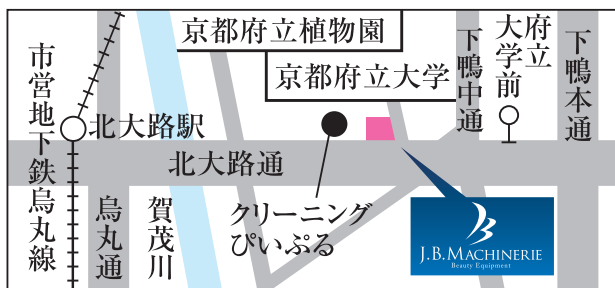 京都府立植物園
京都府立大学
市営地下鉄烏丸線
北大路駅
下鴨中通
府立
大学前
下鴨本通
北大路通
烏丸通
賀茂川
クリーニング
ぴいぷる
J.B.MACHINERIE
Beauty Equipment